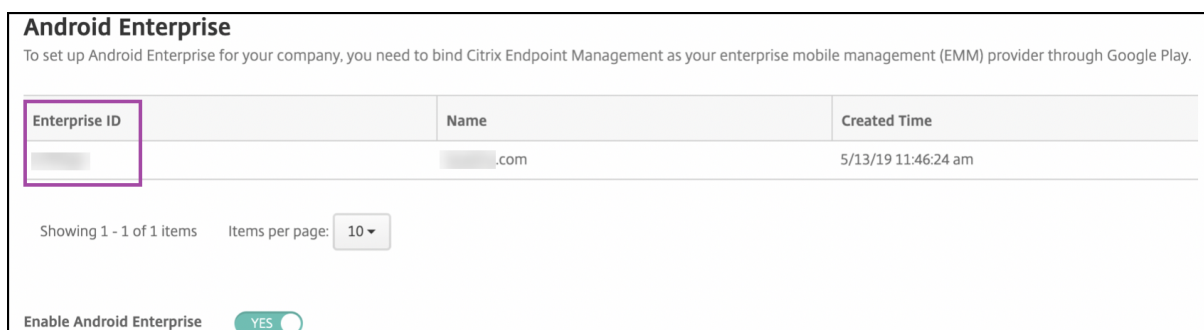 Android Enterprise
To set up Android Enterprise for your company, you need to bind Citrix Endpoint Management as your enterprise mobile management (EMM) provider through Google Play.
Enterprise ID Name Created Time
.com 5/13/19 11:46:24 am
Showing 1 - 1 of 1 items Items per page: 10
Enable Android Enterprise YES